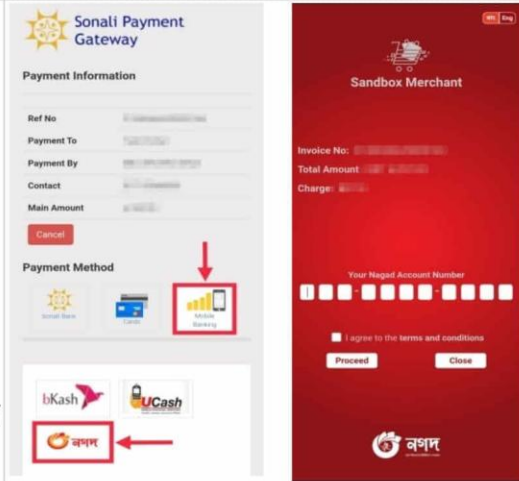 Sonali Payment
Gateway
Payment Information
Ref No
Payment To
Payment By
Contact
Main Amount
Cancel
Payment Method
Sonali Bank
Cards
Mobile
Banking
bKash
UCash
নগদ
বাং Eng
Sandbox Merchant
Invoice No:
Total Amount
Charge:
Your Nagad Account Number
I agree to the terms and conditions
Proceed
Close
নগদ